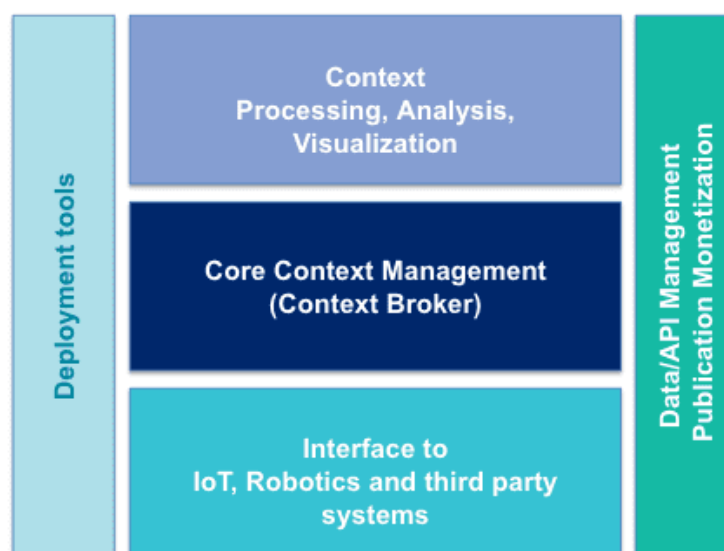 Deployment tools
Context
Processing, Analysis,
Visualization
Core Context Management
(Context Broker)
Interface to
IoT, Robotics and third party
systems
Data/API Management
Publication Monetization